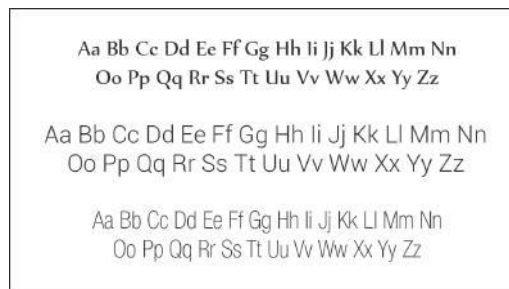 Aa Bb Cc Dd Ee Ff Gg Hh Ii Jj Kk Ll Mm Nn
Oo Pp Qq Rr Ss Tt Uu Vv Ww Xx Yy Zz
Aa Bb Cc Dd Ee Ff Gg Hh Ii Jj Kk Ll Mm Nn
Oo Pp Qq Rr Ss Tt Uu Vv Ww Xx Yy Zz
Aa Bb Cc Dd Ee Ff Gg Hh Ii Jj Kk Ll Mm Nn
Oo Pp Qq Rr Ss Tt Uu Vv Ww Xx Yy Zz